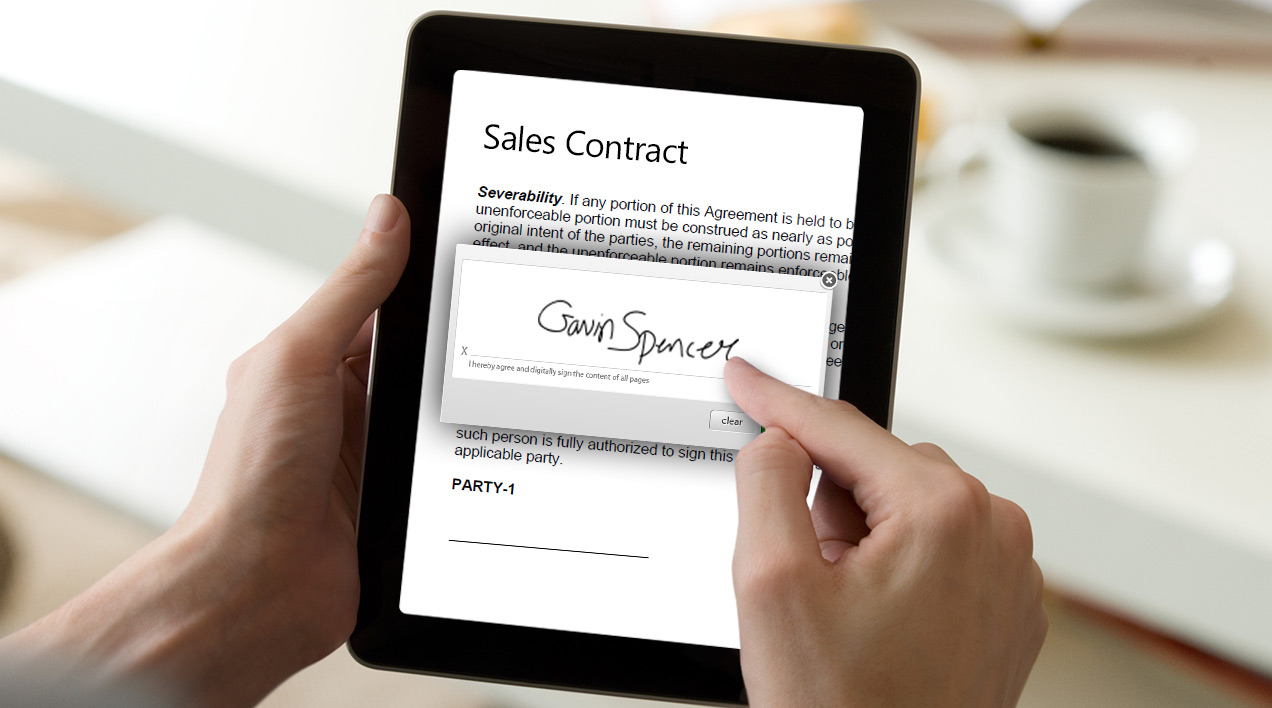 Sales Contract
Severability. If any portion of this Agreement is held to b
unenforceable portion must be construed as nearly as po
original intent of the parties, the remaining portions remai
effect, and the unenforceable portion remains enforceable
Gavin Spencer
X
I hereby agree and digitally sign the content of all pages
clear
such person is fully authorized to sign this
applicable party.
PARTY-1